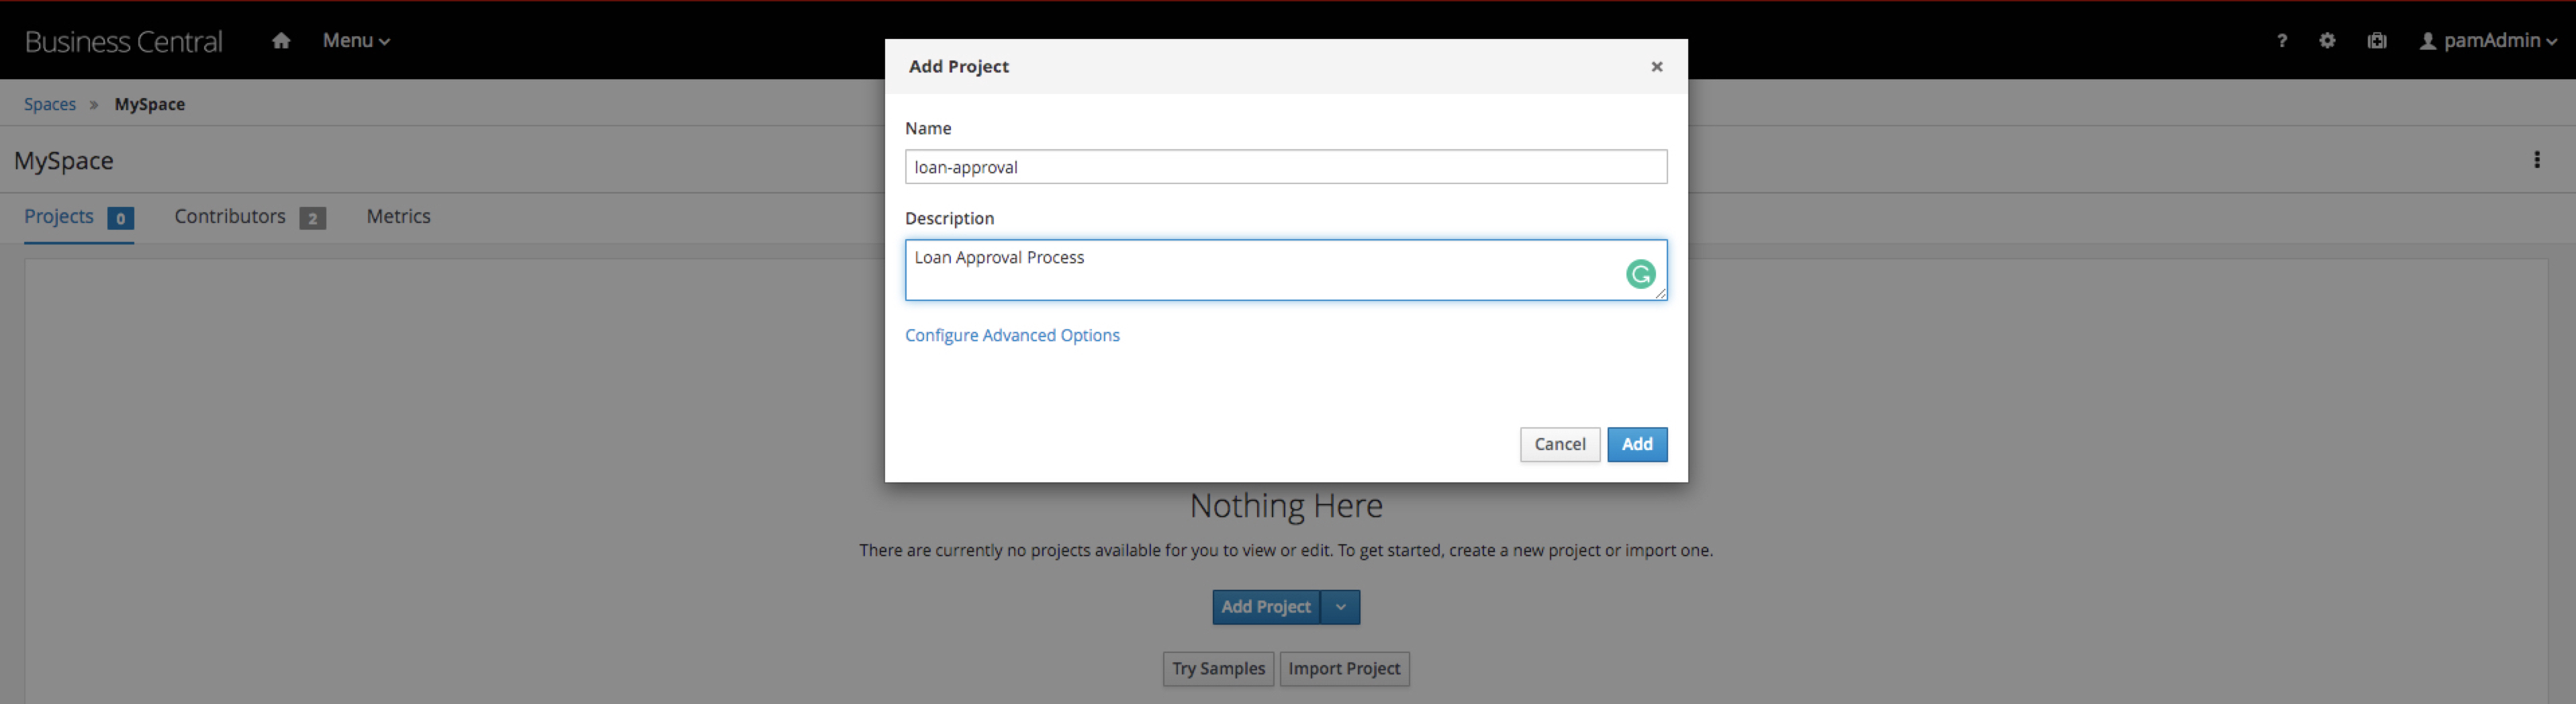 Business Central Menu ? pamAdmin
Add Project ×
Spaces » MySpace
Name
loan-approval
MySpace
Description
Projects 0 Contributors 2 Metrics
Loan Approval Process
Configure Advanced Options
Cancel Add
Nothing Here
There are currently no projects available for you to view or edit. To get started, create a new project or import one.
Add Project
Try Samples Import Project